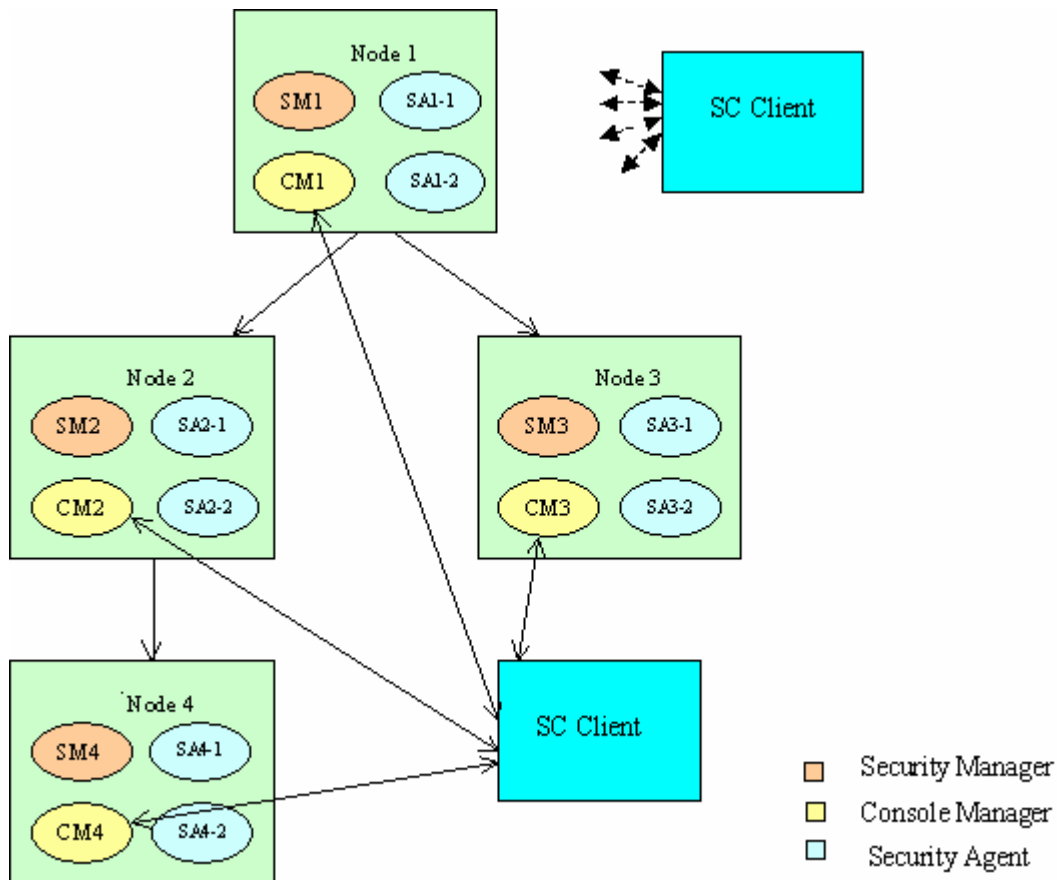 Node 1
SM1
SA1-1
CM1
SA1-2
SC Client
Node 2
SM2
SA2-1
CM2
SA2-2
Node 3
SM3
SA3-1
CM3
SA3-2
Node 4
SM4
SA4-1
CM4
SA4-2
SC Client
Security Manager
Console Manager
Security Agent